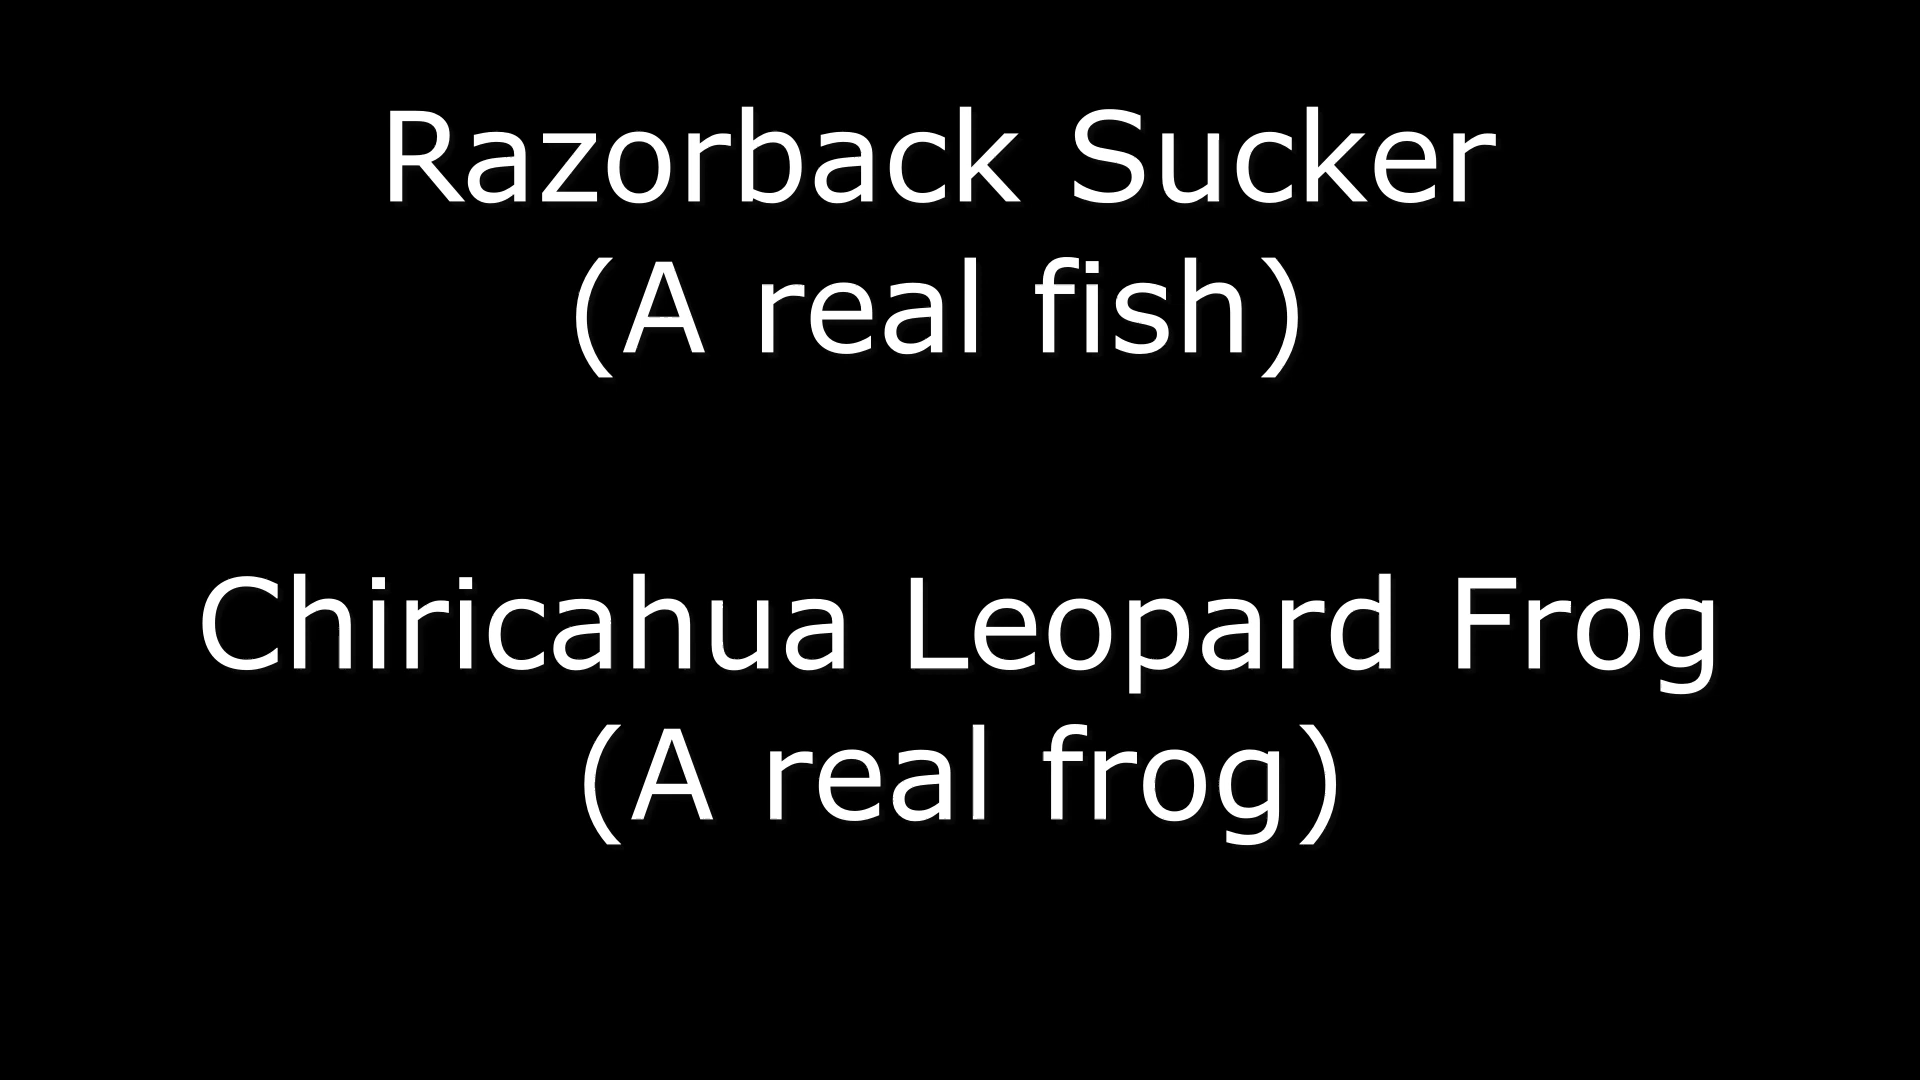 Razorback Sucker
(A real fish)
Chiricahua Leopard Frog
(A real frog)